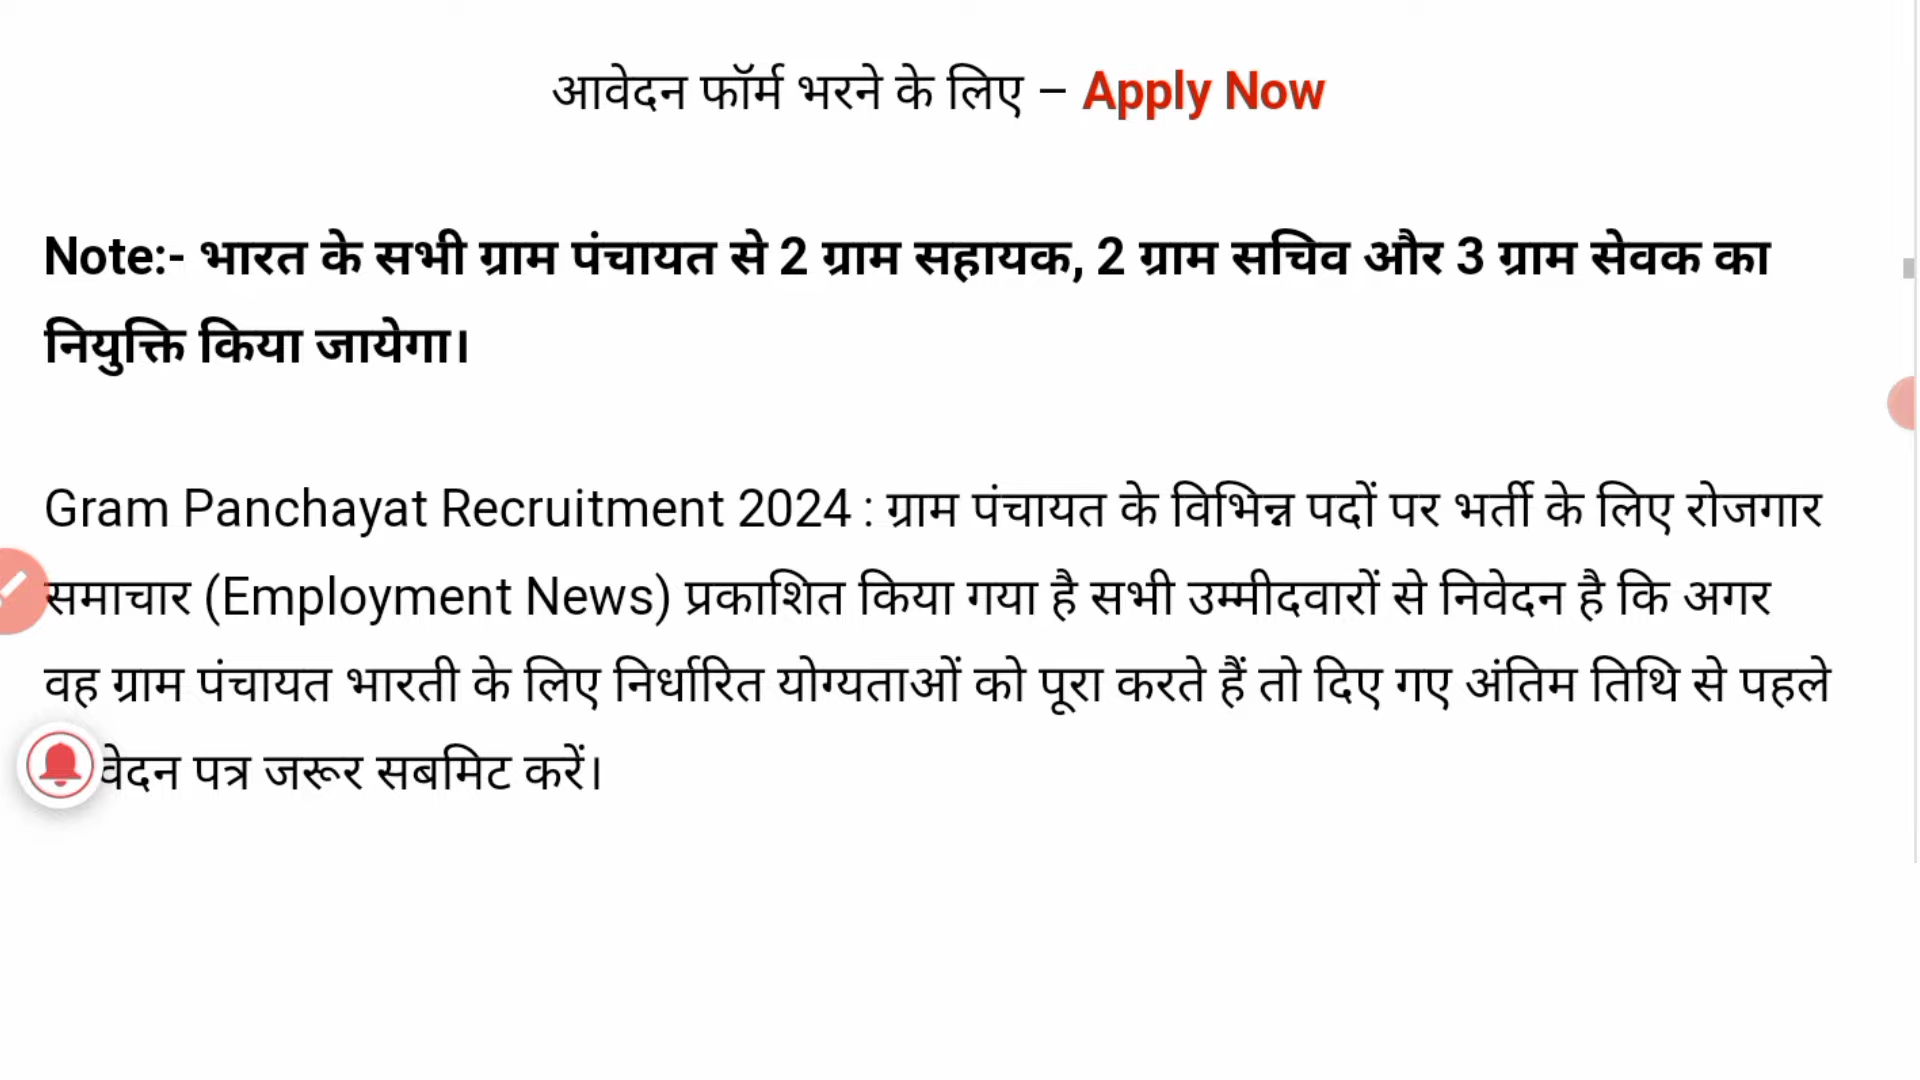 आवेदन फॉर्म भरने के लिए – Apply Now
Note:- भारत के सभी ग्राम पंचायत से 2 ग्राम सहायक, 2 ग्राम सचिव और 3 ग्राम सेवक का
नियुक्ति किया जायेगा।
Gram Panchayat Recruitment 2024 : ग्राम पंचायत के विभिन्न पदों पर भर्ती के लिए रोजगार
समाचार (Employment News) प्रकाशित किया गया है सभी उम्मीदवारों से निवेदन है कि अगर
वह ग्राम पंचायत भारती के लिए निर्धारित योग्यताओं को पूरा करते हैं तो दिए गए अंतिम तिथि से पहले
पत्र जरूर सबमिट करें।